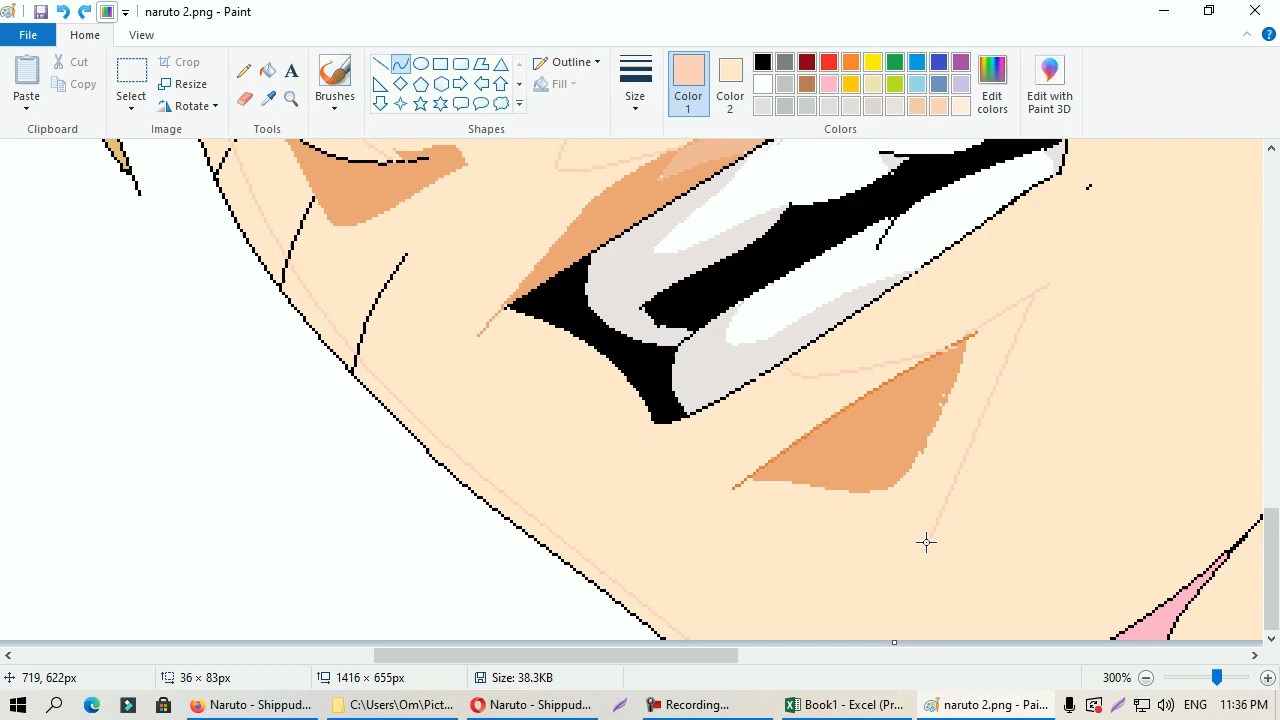 naruto 2.png - Paint
File
Home
View
Paste
Cut
Copy
Clipboard
Select
Crop
Resize
Rotate
Image
A
Tools
Brushes
Outline
Fill
Shapes
Size
Color 1
Color 2
Edit colors
Colors
Edit with Paint 3D
719, 622px
36 × 83px
1416 × 655px
Size: 38.3KB
300%
Naruto - Shippud...
C:\Users\Om\Pict...
Naruto - Shippud...
Recording...
Book1 - Excel (Pr...
naruto 2.png - Pai...
ENG
11:36 PM